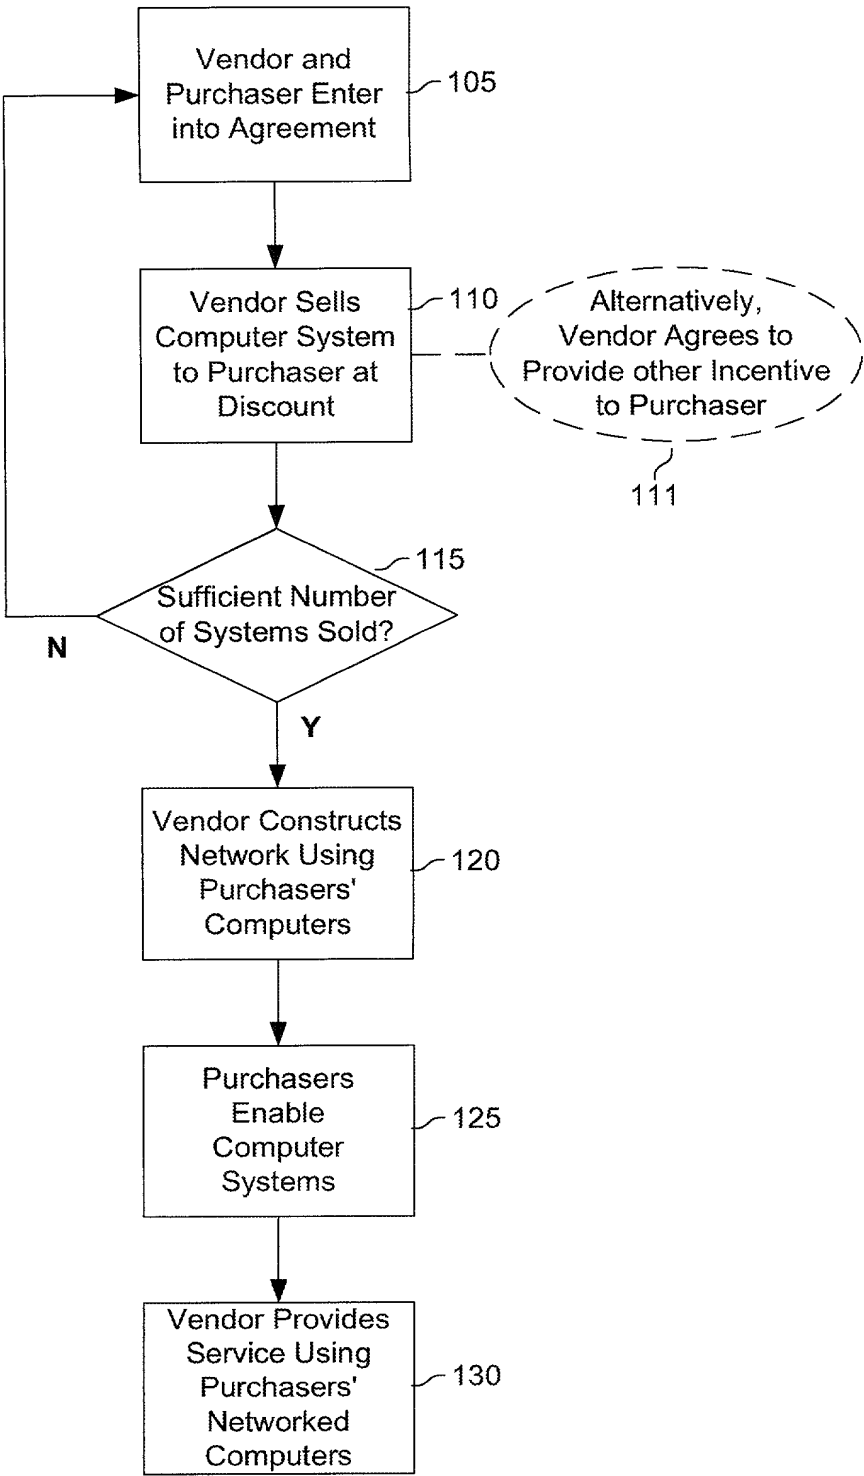 Vendor and
Purchaser Enter
into Agreement
105
Vendor Sells
Computer System
to Purchaser at
Discount
110
Alternatively,
Vendor Agrees to
Provide other Incentive
to Purchaser
111
115
Sufficient Number
of Systems Sold?
N
Y
Vendor Constructs
Network Using
Purchasers'
Computers
120
Purchasers
Enable
Computer
Systems
125
Vendor Provides
Service Using
Purchasers'
Networked
Computers
130